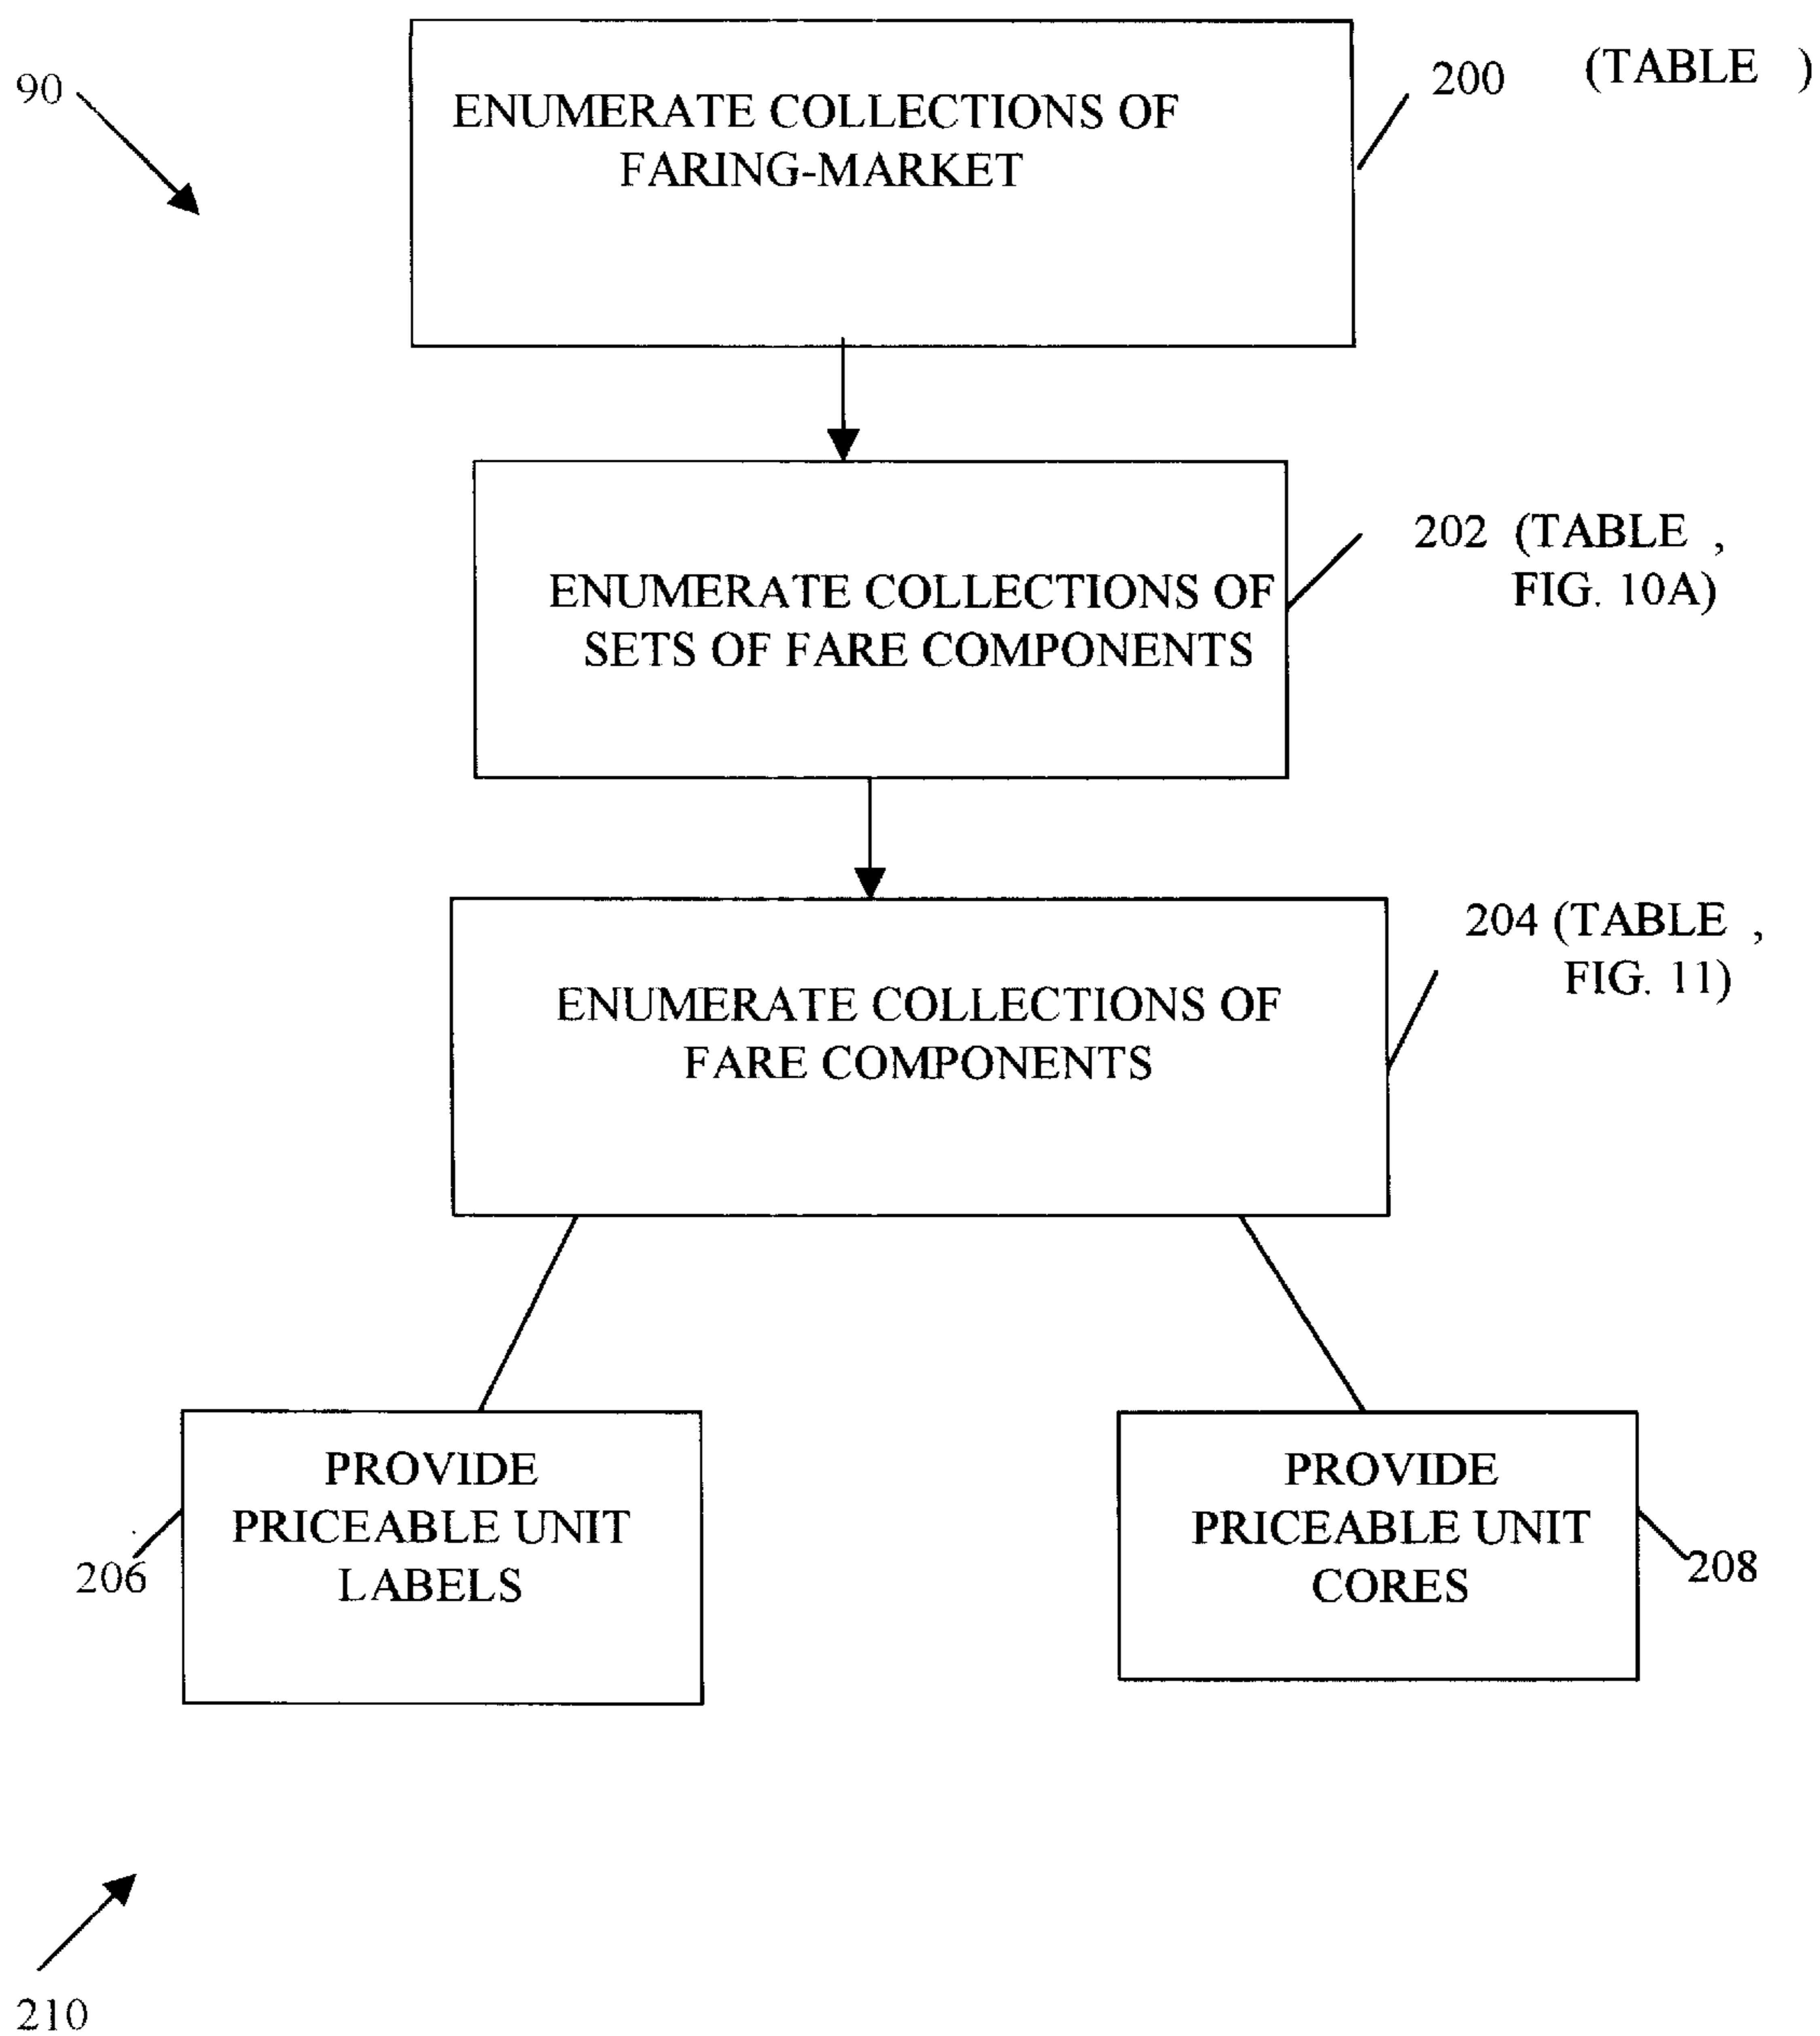 90
ENUMERATE COLLECTIONS OF
FARING-MARKET
200 (TABLE )
ENUMERATE COLLECTIONS OF
SETS OF FARE COMPONENTS
202 (TABLE ,
FIG. 10A)
ENUMERATE COLLECTIONS OF
FARE COMPONENTS
204 (TABLE ,
FIG. 11)
PROVIDE
PRICEABLE UNIT
LABELS
206
PROVIDE
PRICEABLE UNIT
CORES
208
210